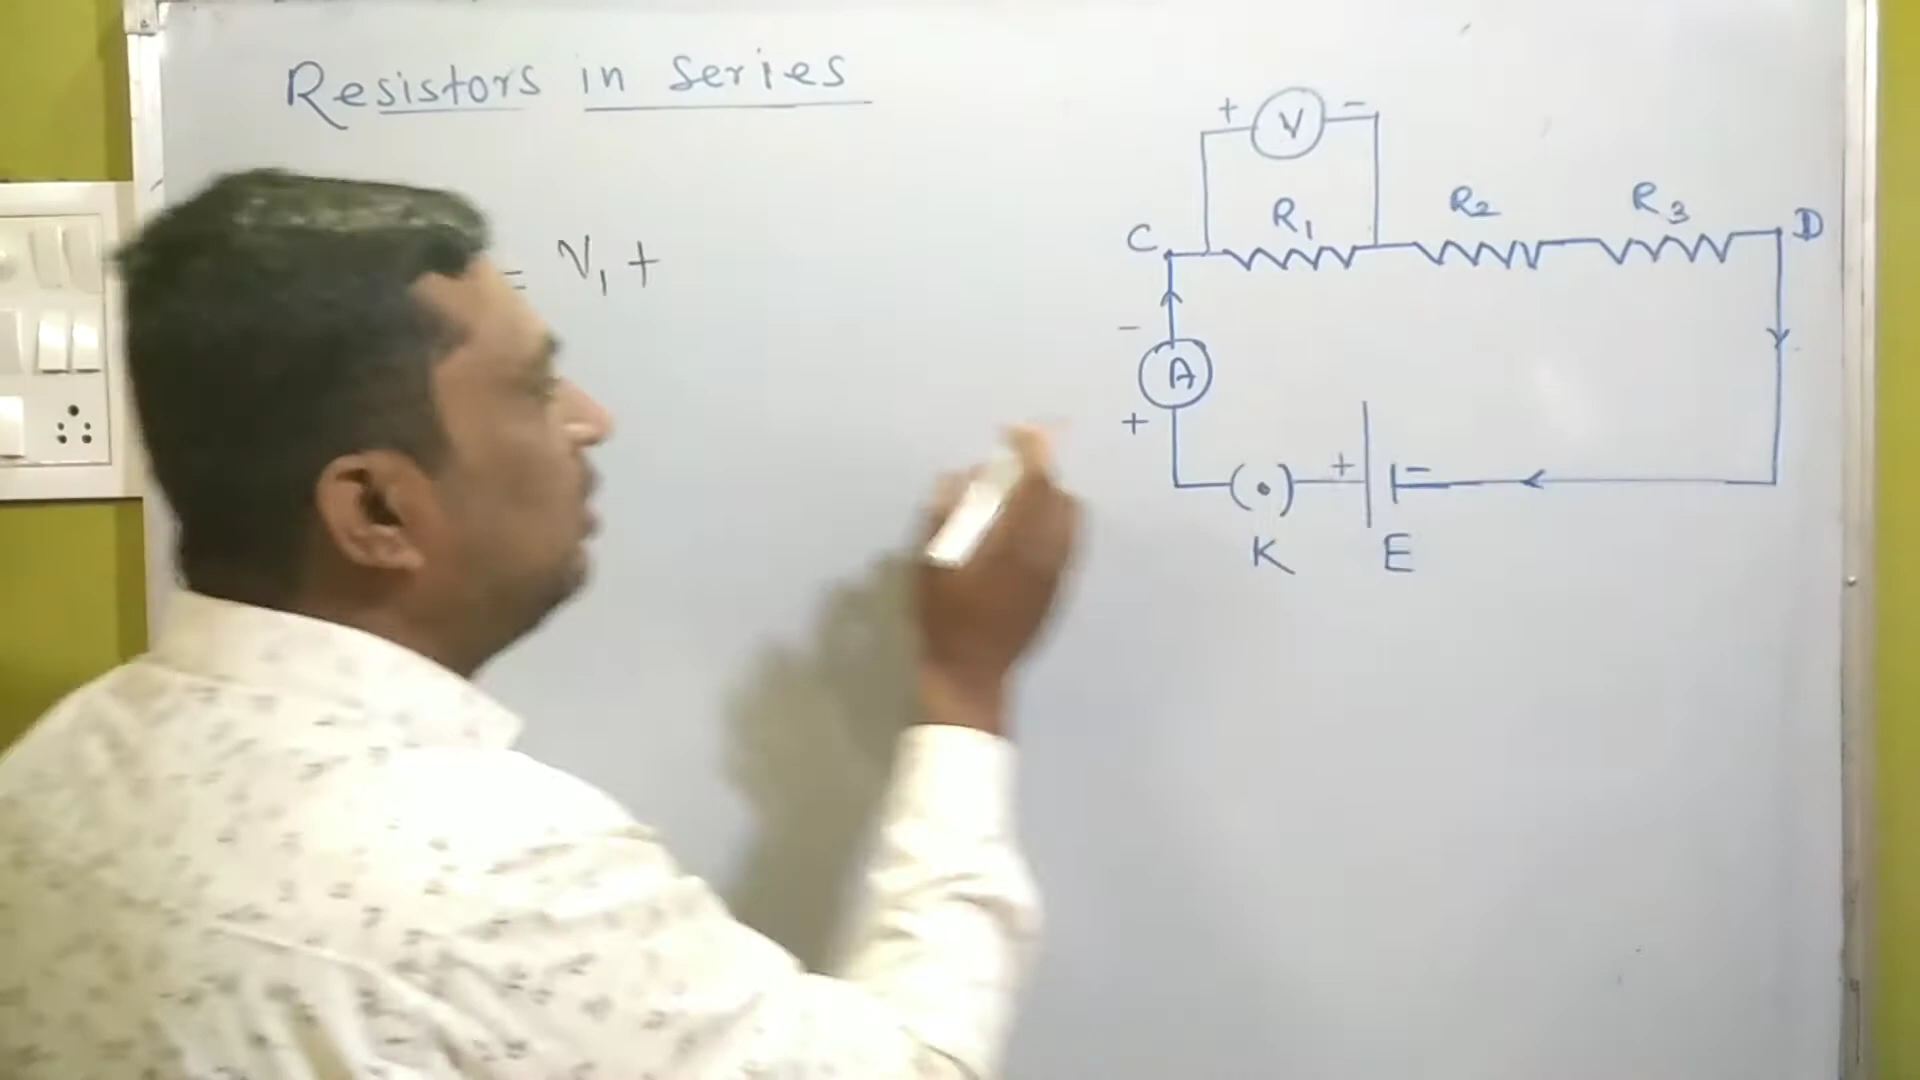 Resistors in series
= V1 +
+ V -
R1 R2 R3
C D
-
A
+
+ -
K E